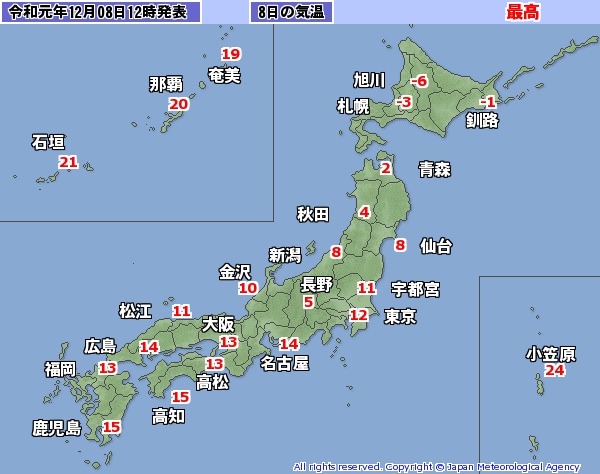 令和元年12月08日12時発表
8日の気温
最高
19
奄美
那覇
20
石垣
21
旭川
-6
札幌
-3
-1
釧路
2
青森
秋田
4
新潟
8
8
仙台
金沢
10
長野
5
11
宇都宮
12
東京
松江
11
大阪
13
14
名古屋
広島
14
福岡
13
13
高松
15
高知
鹿児島
15
小笠原
24
All rights reserved. Copyright © Japan Meteorological Agency